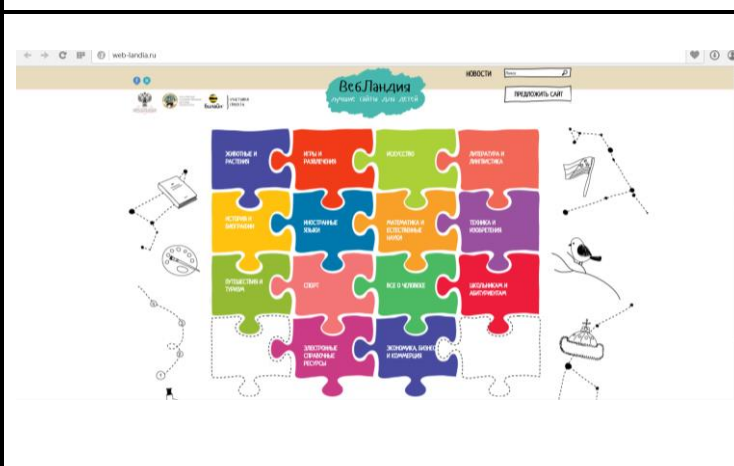 web-landia.ru
НОВОСТИ
ПРЕДЛОЖИТЬ САЙТ
ВебЛандия
лучшие сайты для детей
Билайн
ЖИВОТНЫЕ И
РАСТЕНИЯ
ИГРЫ И
РАЗВЛЕЧЕНИЯ
ИСКУССТВО
ЛИТЕРАТУРА И
ЛИНГВИСТИКА
ИСТОРИЯ И
БИОГРАФИИ
ИНОСТРАННЫЕ
ЯЗЫКИ
МАТЕМАТИКА И
ЕСТЕСТВЕННЫЕ
НАУКИ
ТЕХНИКА И
ИЗОБРЕТЕНИЯ
ПУТЕШЕСТВИЯ И
ТУРИЗМ
СПОРТ
ВСЕ О ЧЕЛОВЕКЕ
ШКОЛЬНИКАМ И
АБИТУРИЕНТАМ
ЭЛЕКТРОННЫЕ
СПРАВОЧНЫЕ
РЕСУРСЫ
ЭКОНОМИКА, БИЗНЕС
И КОММЕРЦИЯ